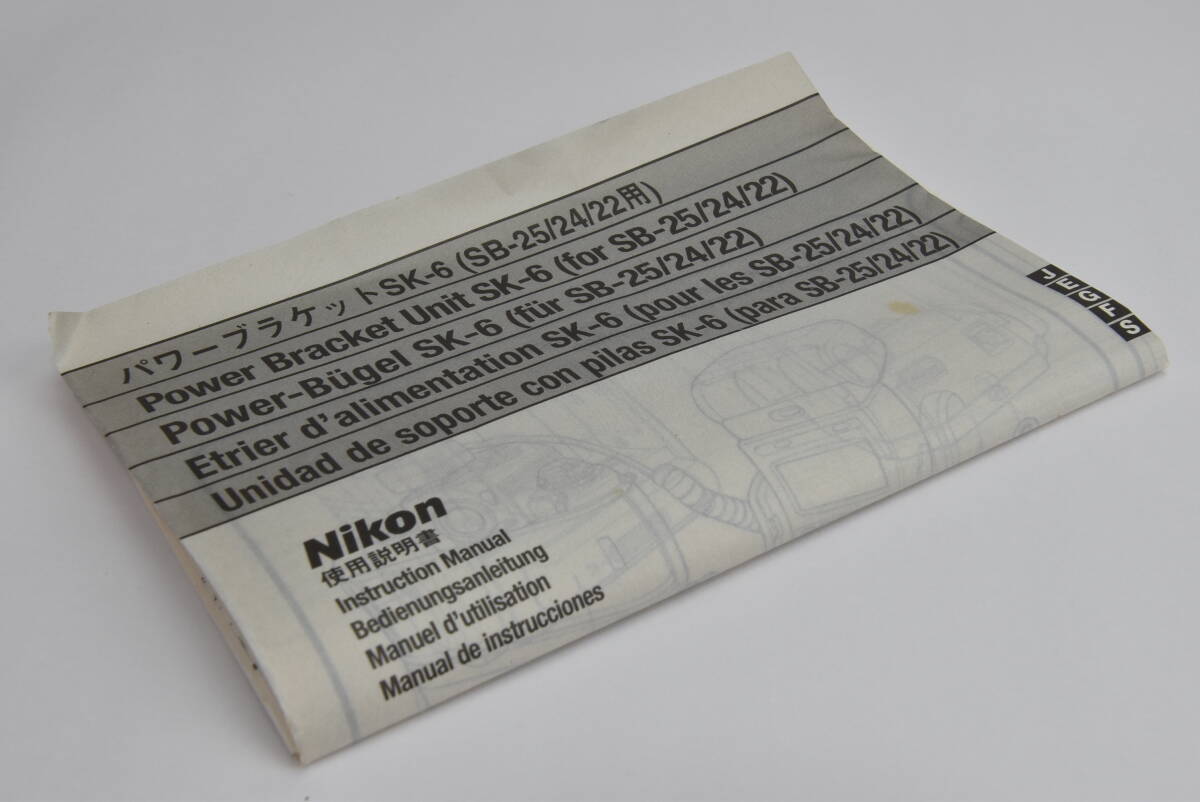 パワーブラケットSK-6 (SB-25/24/22用)
Power Bracket Unit SK-6 (for SB-25/24/22)
Power-Bügel SK-6 (für SB-25/24/22)
Etrier d'alimentation SK-6 (pour les SB-25/24/22)
Unidad de soporte con pilas SK-6 (para SB-25/24/22)
J
E
G
F
S
Nikon
使用説明書
Instruction Manual
Bedienungsanleitung
Manuel d'utilisation
Manual de instrucciones